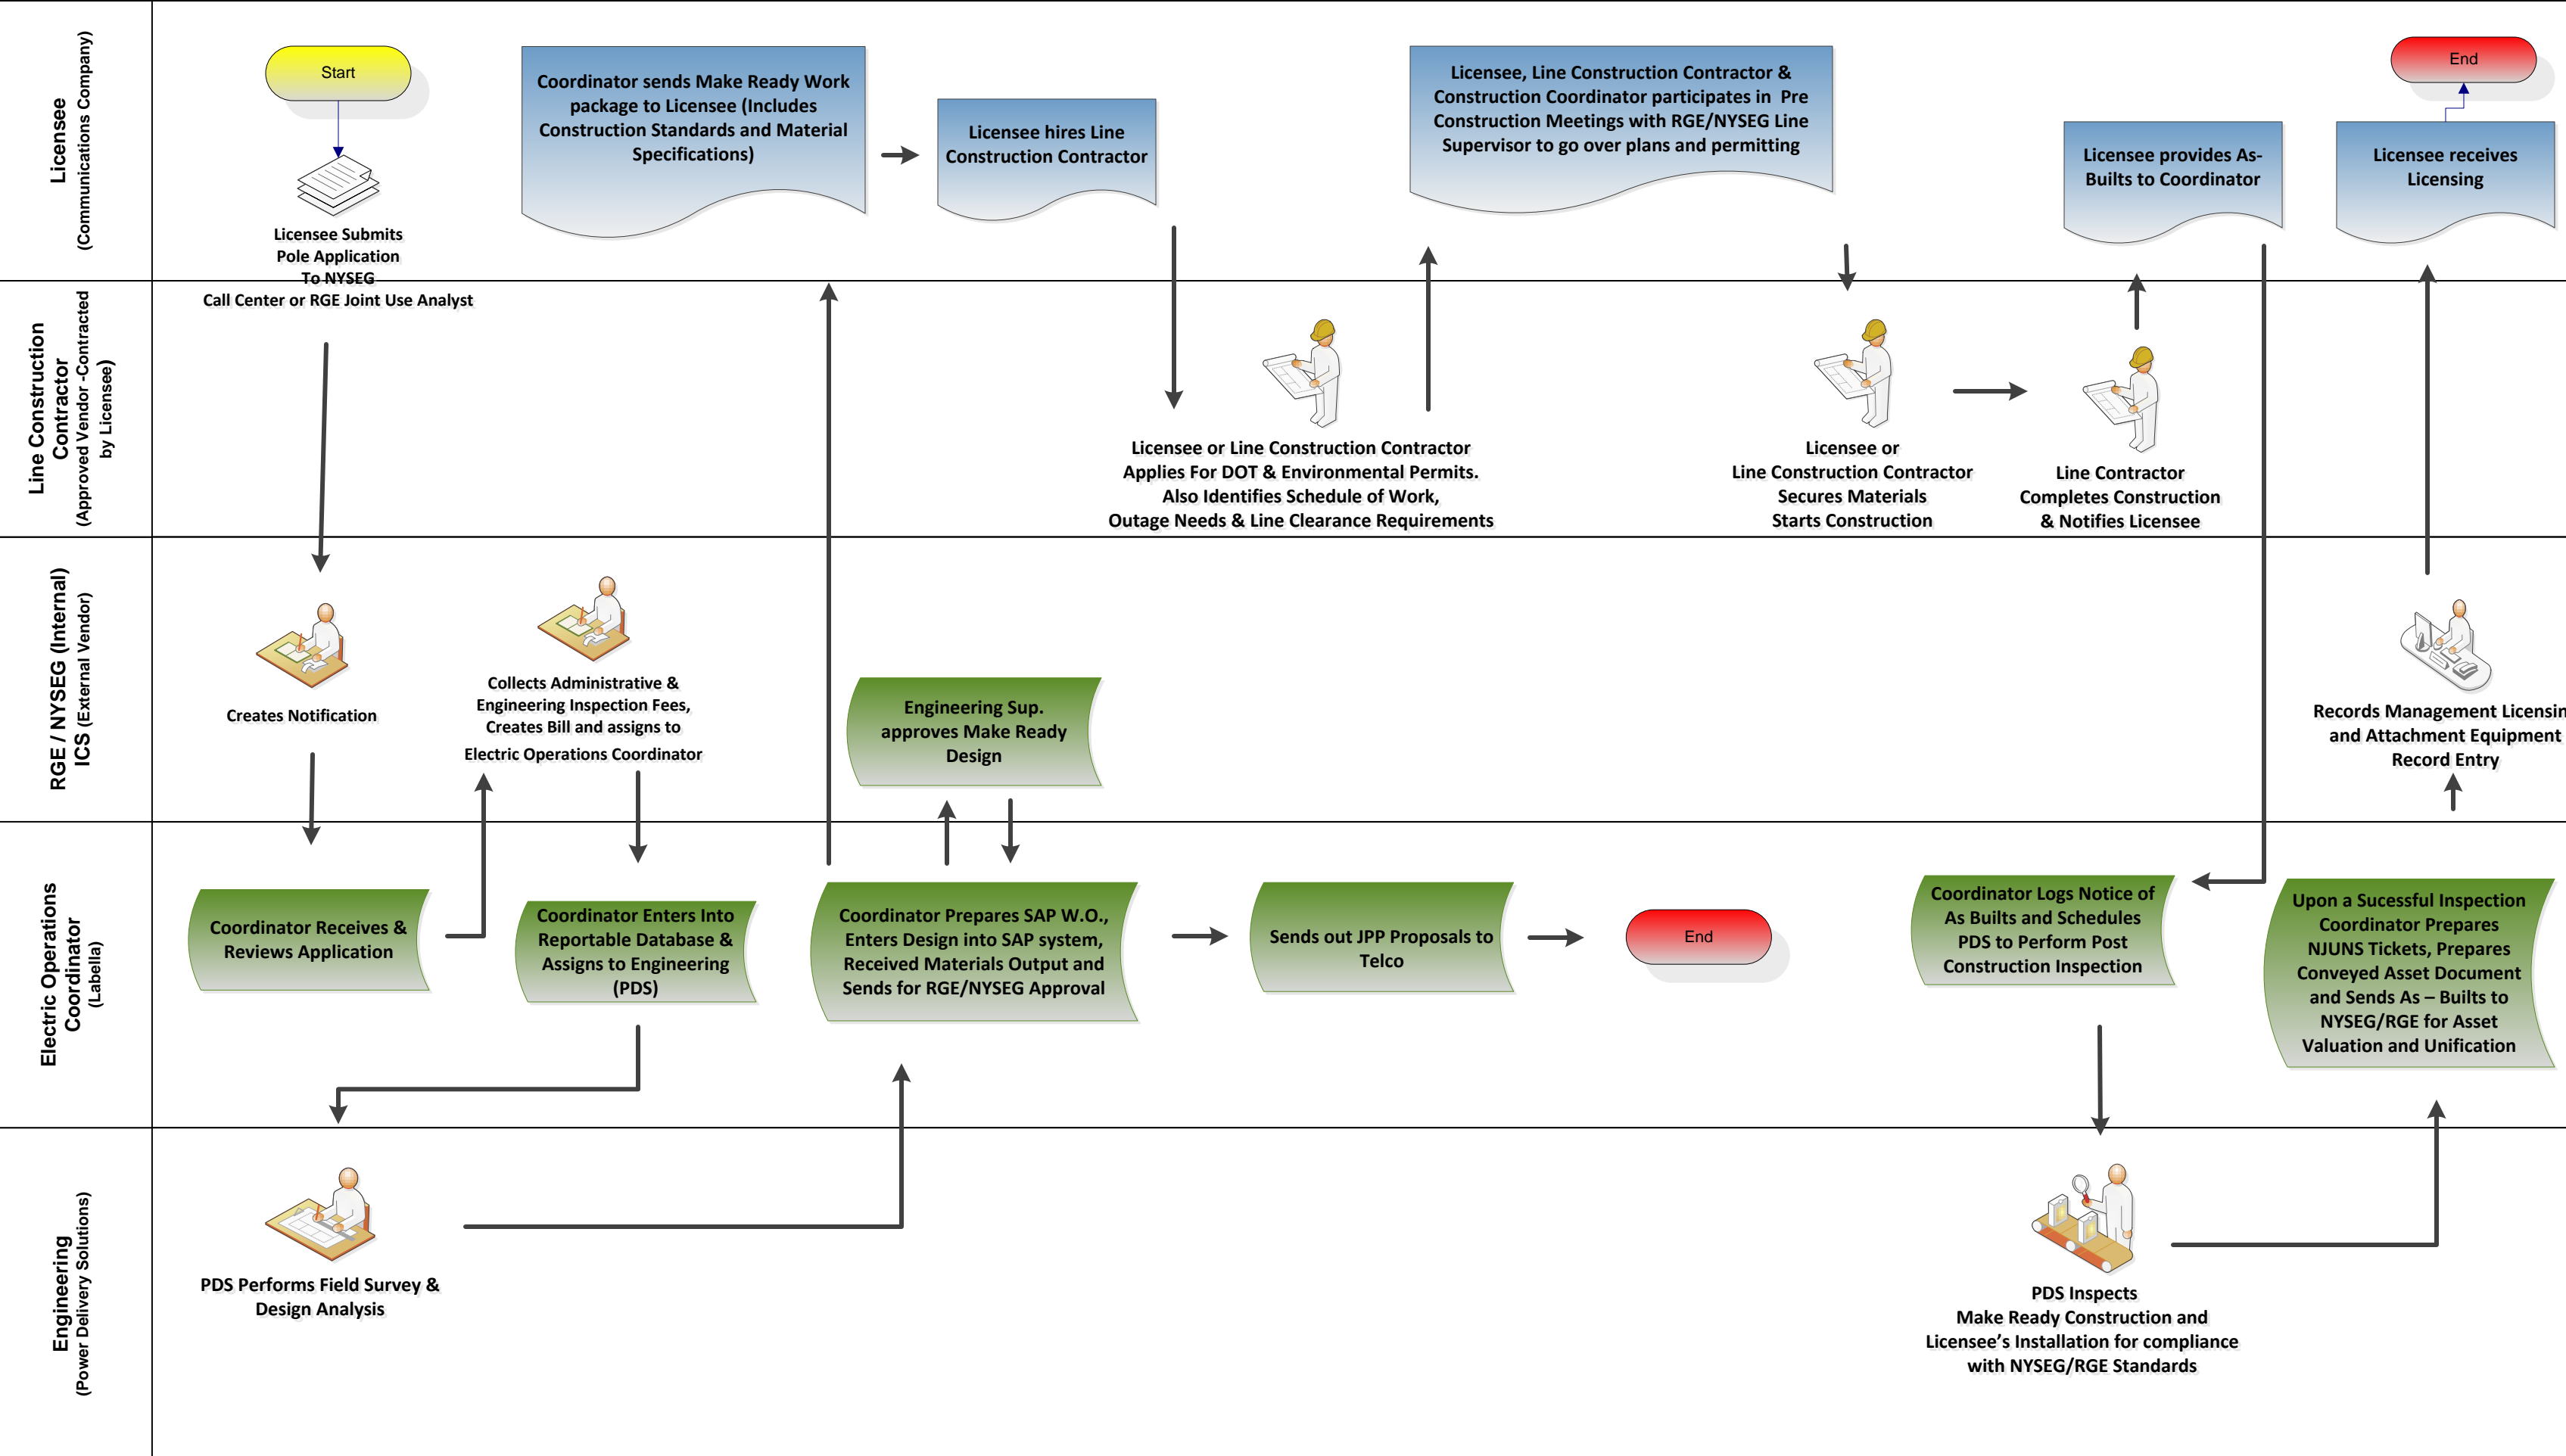 Licensee
(Communications Company)
Start
Licensee Submits
Pole Application
To NYSEG
Call Center or RGE Joint Use Analyst
Coordinator sends Make Ready Work
package to Licensee (Includes
Construction Standards and Material
Specifications)
Licensee hires Line
Construction Contractor
Licensee, Line Construction Contractor &
Construction Coordinator participates in Pre
Construction Meetings with RGE/NYSEG Line
Supervisor to go over plans and permitting
Licensee provides As-
Builts to Coordinator
End
Licensee receives
Licensing
Line Construction
Contractor
(Approved Vendor -Contracted
by Licensee)
Licensee or Line Construction Contractor
Applies For DOT & Environmental Permits.
Also Identifies Schedule of Work,
Outage Needs & Line Clearance Requirements
Licensee or
Line Construction Contractor
Secures Materials
Starts Construction
Line Contractor
Completes Construction
& Notifies Licensee
RGE / NYSEG (Internal)
ICS (External Vendor)
Creates Notification
Collects Administrative &
Engineering Inspection Fees,
Creates Bill and assigns to
Electric Operations Coordinator
Engineering Sup.
approves Make Ready
Design
Records Management Licensin
and Attachment Equipment
Record Entry
Electric Operations
Coordinator
(Labella)
Coordinator Receives &
Reviews Application
Coordinator Enters Into
Reportable Database &
Assigns to Engineering
(PDS)
Coordinator Prepares SAP W.O.,
Enters Design into SAP system,
Received Materials Output and
Sends for RGE/NYSEG Approval
Sends out JPP Proposals to
Telco
End
Coordinator Logs Notice of
As Builts and Schedules
PDS to Perform Post
Construction Inspection
Upon a Sucessful Inspection
Coordinator Prepares
NJUNS Tickets, Prepares
Conveyed Asset Document
and Sends As – Builts to
NYSEG/RGE for Asset
Valuation and Unification
Engineering
(Power Delivery Solutions)
PDS Performs Field Survey &
Design Analysis
PDS Inspects
Make Ready Construction and
Licensee's Installation for compliance
with NYSEG/RGE Standards